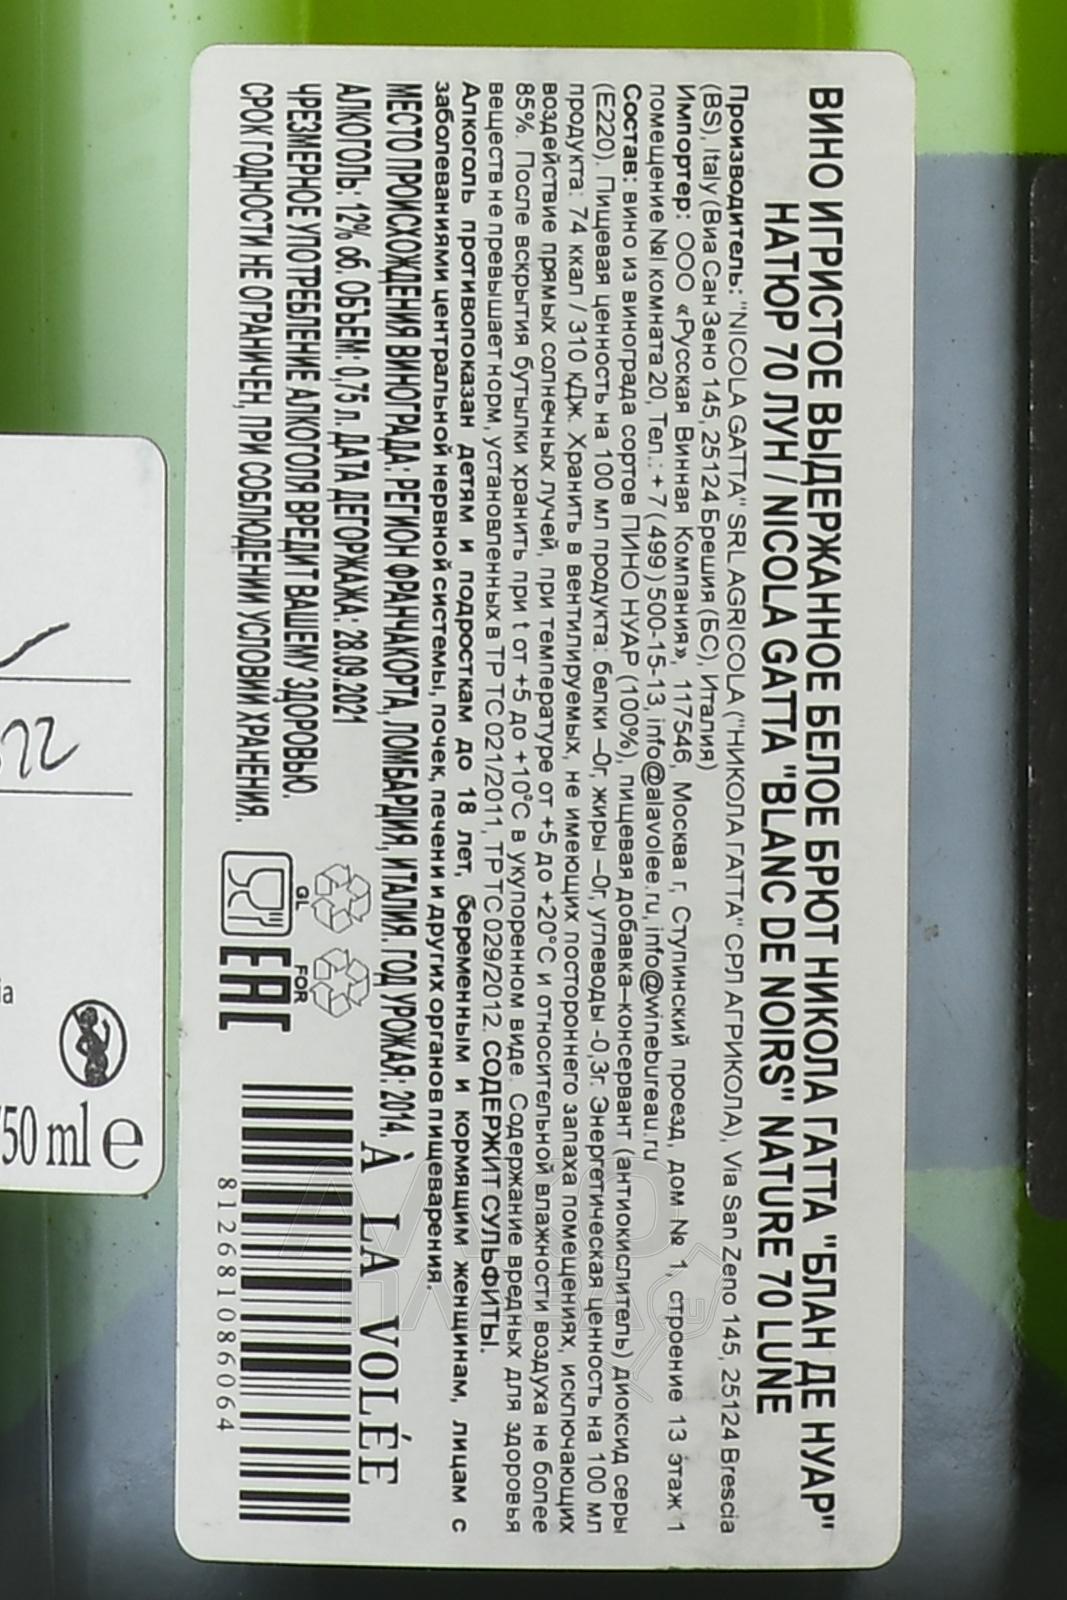 ВИНО ИГРИСТОЕ ВЫДЕРЖАННОЕ БЕЛОЕ БРЮТ НИКОЛА ГАТТА "БЛАН ДЕ НУАР"
НАТЮР 70 ЛУН / NICOLA GATTA "BLANC DE NOIRS" NATURE 70 LUNE
Производитель: "NICOLA GATTA" SRL AGRICOLA ("НИКОЛА ГАТТА" СРЛ АГРИКОЛА), Via San Zeno 145, 25124 Brescia
(BS), Italy (Виа Сан Зено 145, 25124 Брешия (БС), Италия)
Импортер: ООО «Русская Винная Компания», 117546, Москва г, Ступинский проезд, дом № 1, строение 13 этаж 1
помещение №I комната 20, Тел.: +7(499)500-15-13, info@alavolee.ru, info@winebureau.ru
Состав: вино из винограда сортов ПИНО НУАР (100%), пищевая добавка–консервант (антиокислитель) диоксид серы
(E220). Пищевая ценность на 100 мл продукта: белки –0г, жиры –0г, углеводы -0,3г. Энергетическая ценность на 100 мл
продукта: 74 ккал / 310 кДж. Хранить в вентилируемых, не имеющих постороннего запаха помещениях, исключающих
воздействие прямых солнечных лучей, при температуре от +5 до +20°С и относительной влажности воздуха не более
85%. После вскрытия бутылки хранить при t от +5 до +10°С в укупоренном виде. Содержание вредных для здоровья
веществ не превышает норм, установленных в ТР ТС 021/2011, ТР ТС 029/2012. СОДЕРЖИТ СУЛЬФИТЫ.
Алкоголь противопоказан детям и подросткам до 18 лет, беременным и кормящим женщинам, лицам с
заболеваниями центральной нервной системы, почек, печени и других органов пищеварения.
МЕСТО ПРОИСХОЖДЕНИЯ ВИНОГРАДА: РЕГИОН ФРАНЧАКОРТА, ЛОМБАРДИЯ, ИТАЛИЯ. ГОД УРОЖАЯ: 2014.
АЛКОГОЛЬ: 12% об. ОБЪЕМ: 0,75 л. ДАТА ДЕГОРЖАЖА: 28.09.2021
ЧРЕЗМЕРНОЕ УПОТРЕБЛЕНИЕ АЛКОГОЛЯ ВРЕДИТ ВАШЕМУ ЗДОРОВЬЮ.
СРОК ГОДНОСТИ НЕ ОГРАНИЧЕН, ПРИ СОБЛЮДЕНИИ УСЛОВИЙ ХРАНЕНИЯ.
GL
FOR
EAC
À LA VOLÉE
812681086064
22
ia
750 ml e